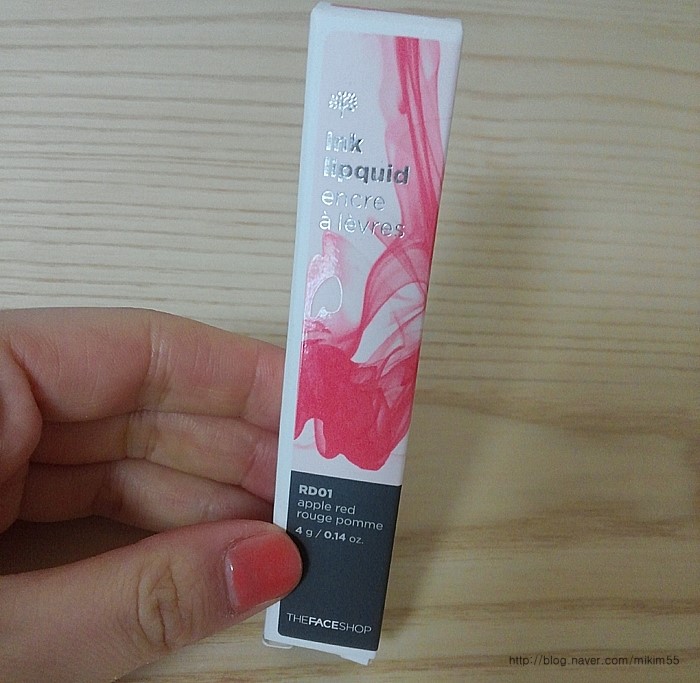 Ink
lipquid
encre
à lèvres
RD01
apple red
rouge pomme
4 g / 0.14 oz.
THEFACESHOP
http://blog.naver.com/mikim55